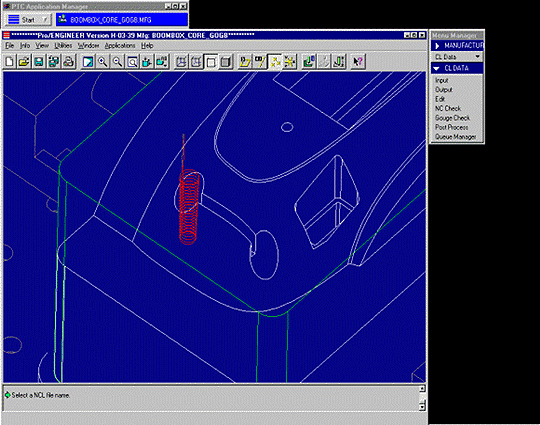 PTC Application Manager
Start
BOOMBOX_CORE_GOGB.MFG
**********Pro/ENGINEER Version H-03-39 Mfg: BOOMBOX_CORE_GOGB**********
File Info View Utilities Window Applications Help
Menu Manager
MANUFACTUR
CL Data
CL DATA
Input
Output
Edit
NC Check
Gouge Check
Post Process
Queue Manager
Select a NCL file name.